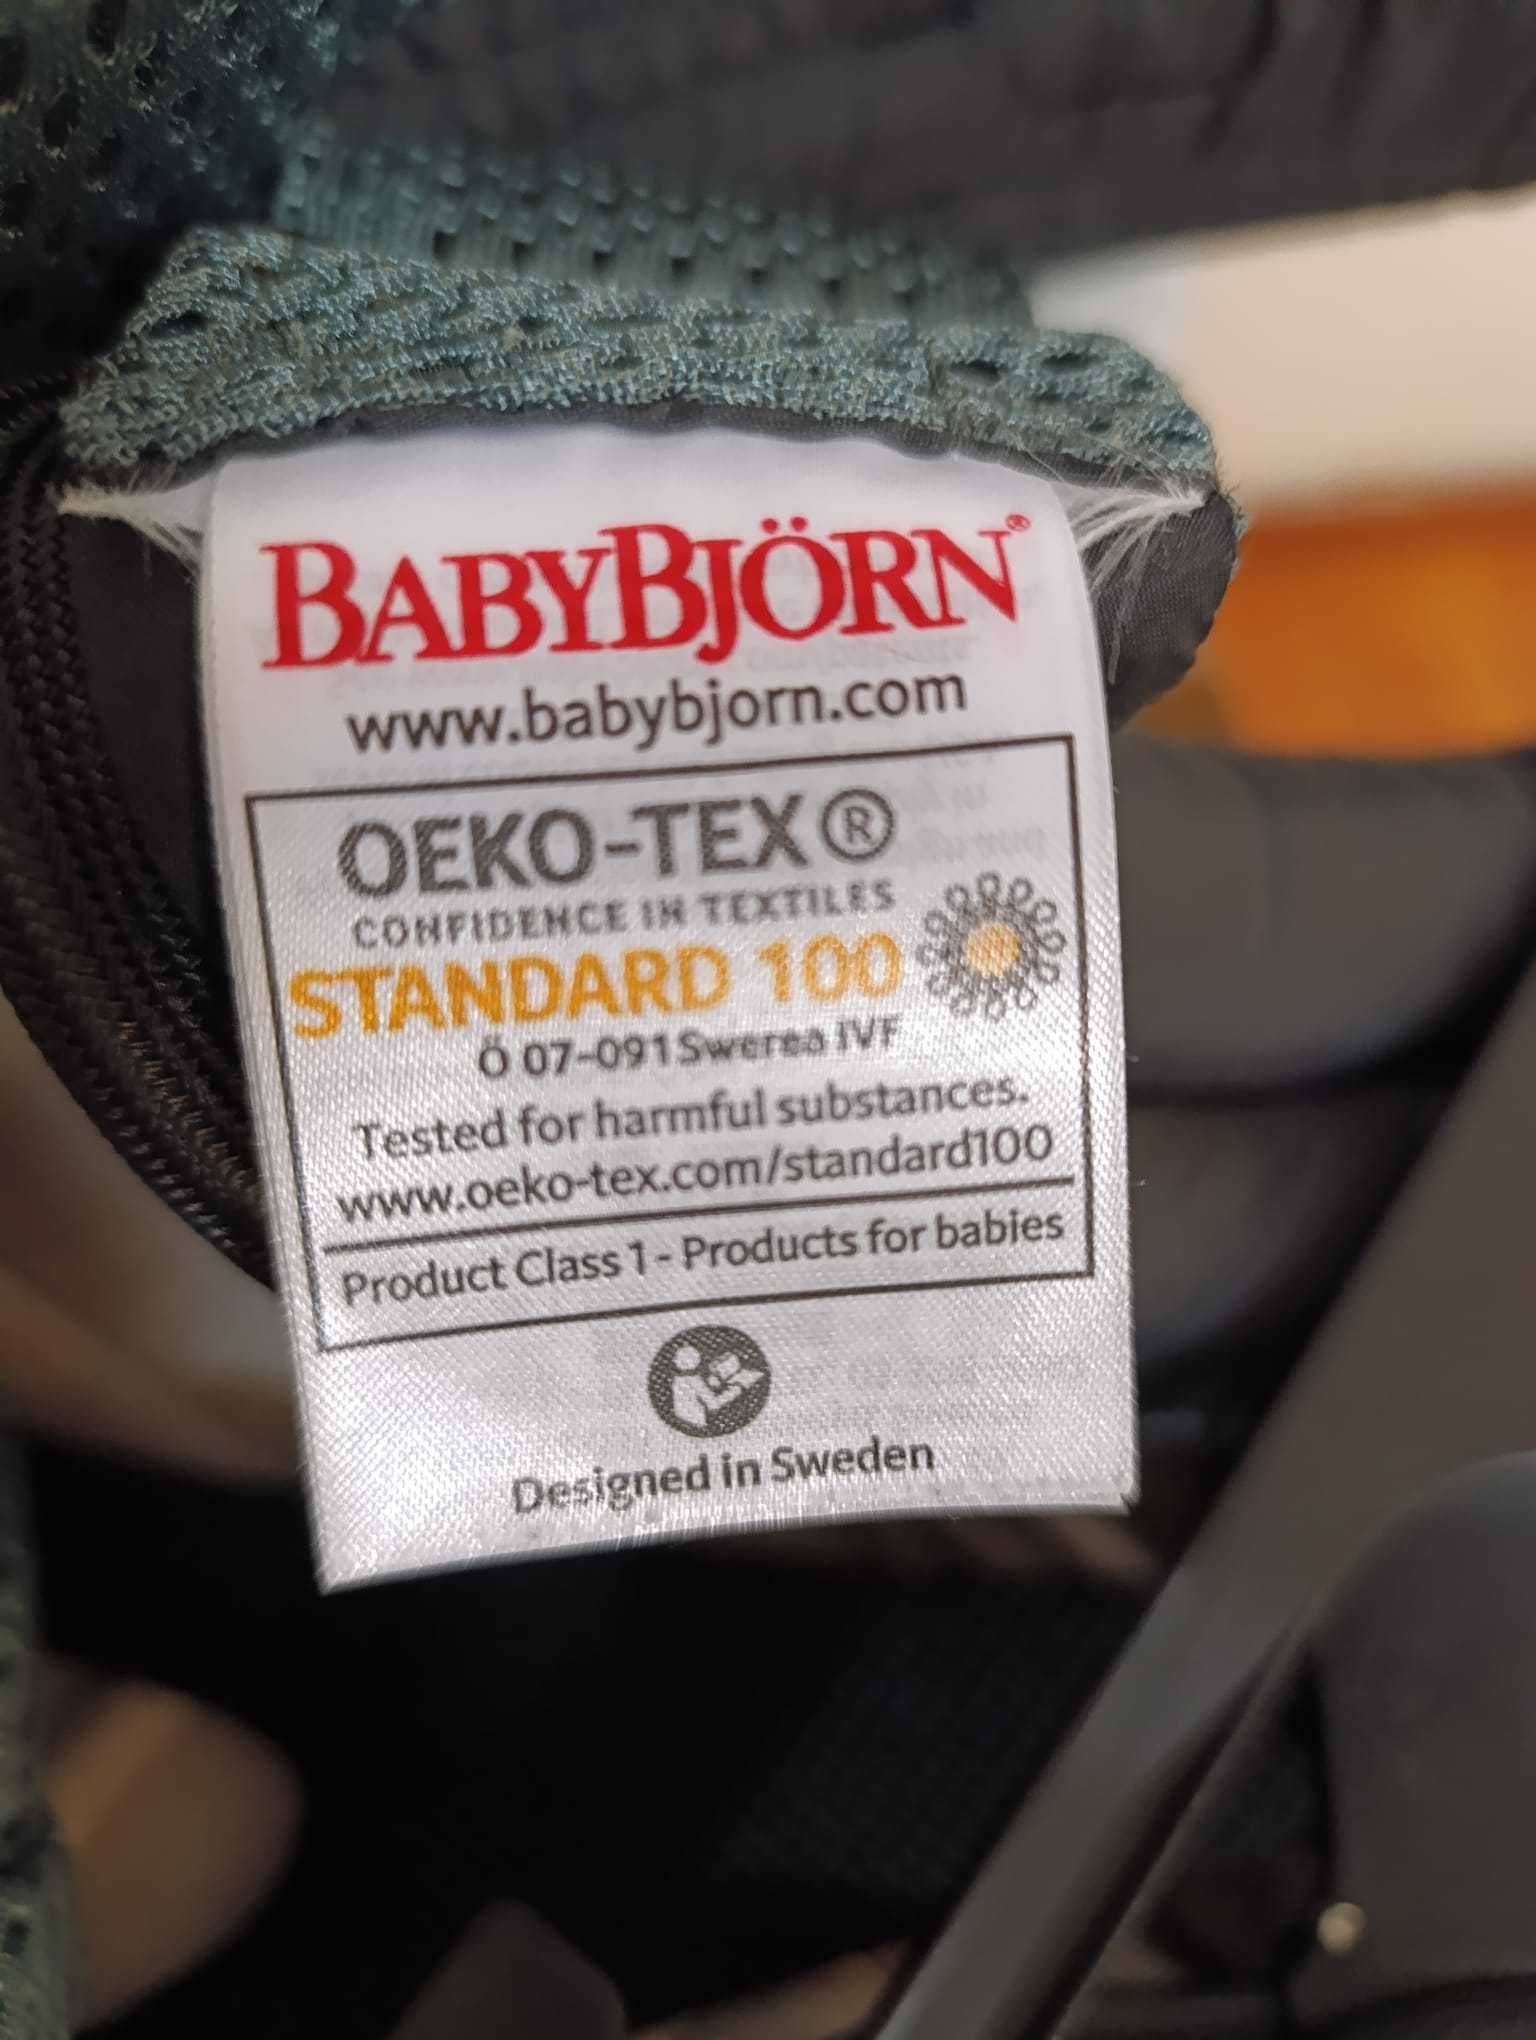 BABYBJÖRN®
www.babybjorn.com
OEKO-TEX®
CONFIDENCE IN TEXTILES
STANDARD 100
Ö 07-091 Swerea IVF
Tested for harmful substances.
www.oeko-tex.com/standard100
Product Class 1 - Products for babies
Designed in Sweden